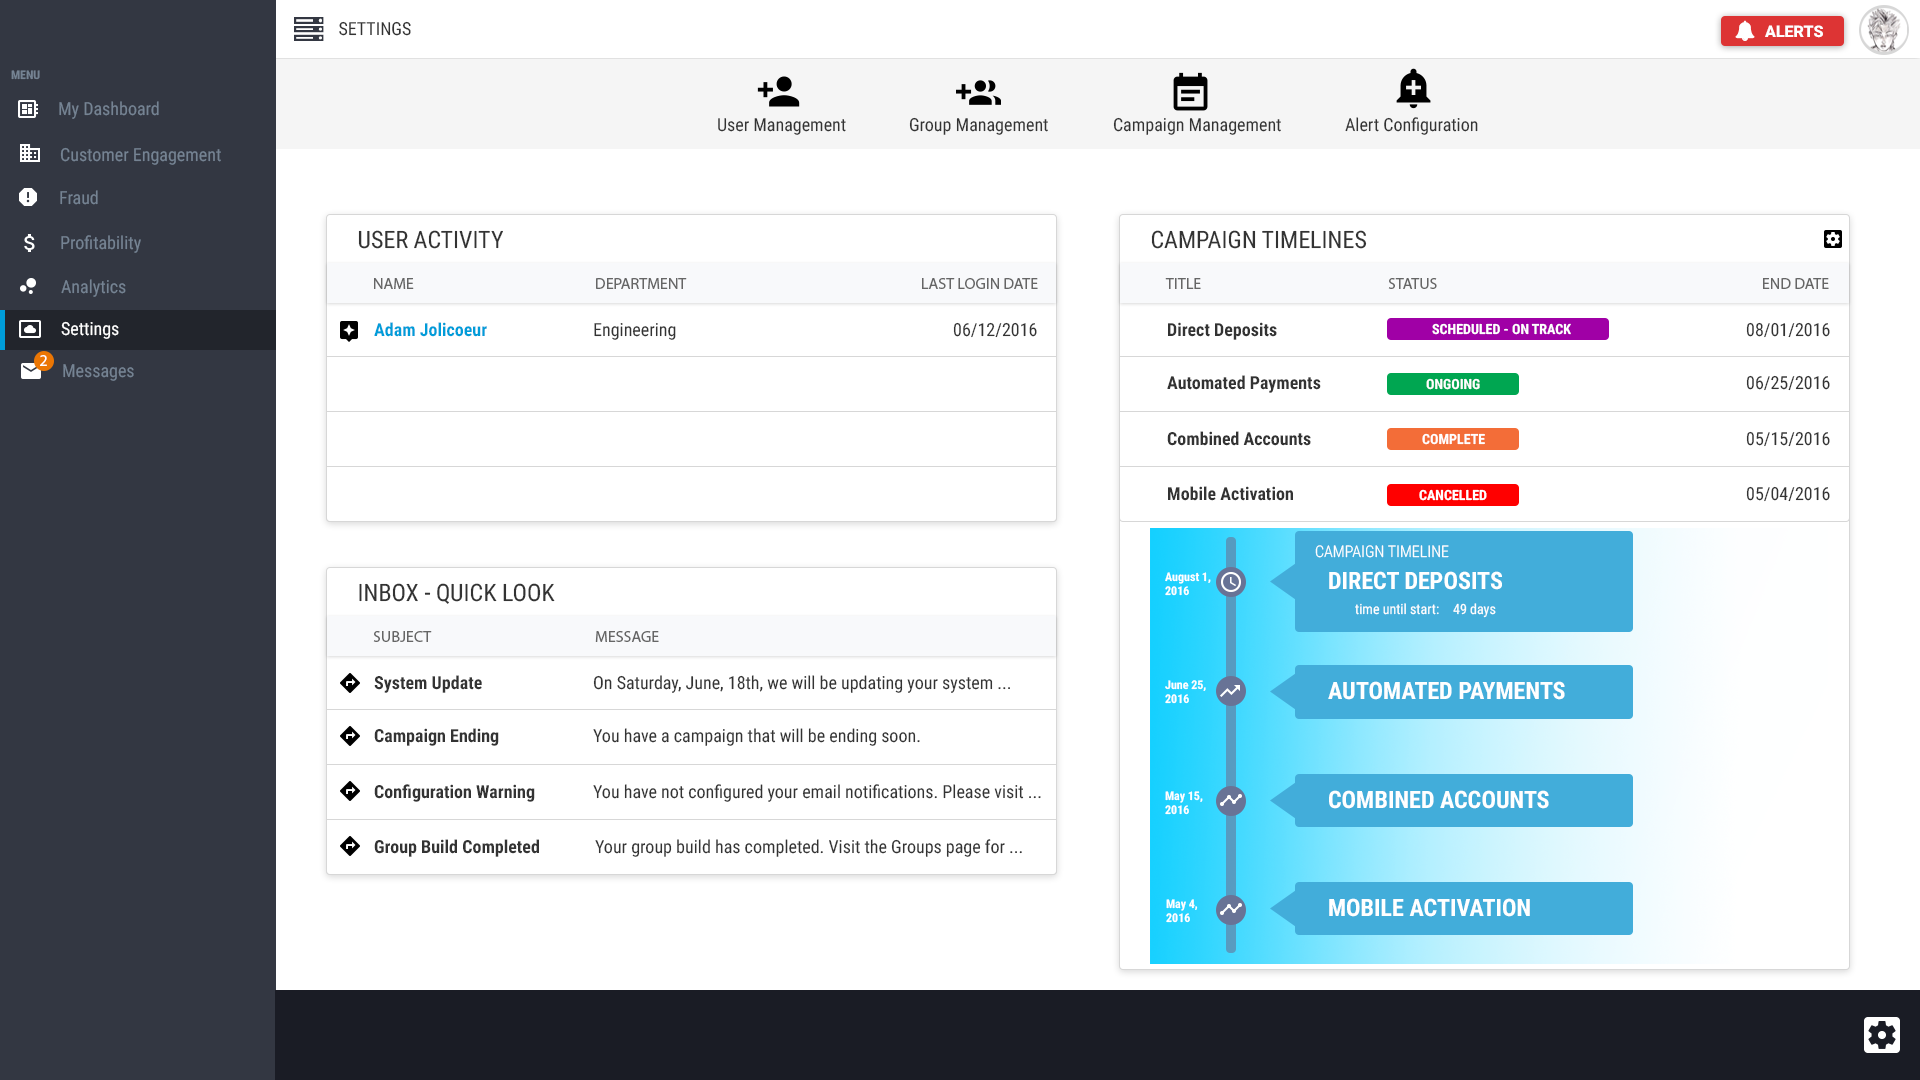 SETTINGS
ALERTS
MENU
My Dashboard
Customer Engagement
Fraud
Profitability
Analytics
Settings
2
Messages
User Management
Group Management
Campaign Management
Alert Configuration
USER ACTIVITY
NAME DEPARTMENT LAST LOGIN DATE
Adam Jolicoeur Engineering 06/12/2016
INBOX - QUICK LOOK
SUBJECT MESSAGE
System Update On Saturday, June, 18th, we will be updating your system ...
Campaign Ending You have a campaign that will be ending soon.
Configuration Warning You have not configured your email notifications. Please visit ...
Group Build Completed Your group build has completed. Visit the Groups page for ...
CAMPAIGN TIMELINES
TITLE STATUS END DATE
Direct Deposits SCHEDULED - ON TRACK 08/01/2016
Automated Payments ONGOING 06/25/2016
Combined Accounts COMPLETE 05/15/2016
Mobile Activation CANCELLED 05/04/2016
August 1,
2016
CAMPAIGN TIMELINE
DIRECT DEPOSITS
time until start: 49 days
June 25,
2016
AUTOMATED PAYMENTS
May 15,
2016
COMBINED ACCOUNTS
May 4,
2016
MOBILE ACTIVATION